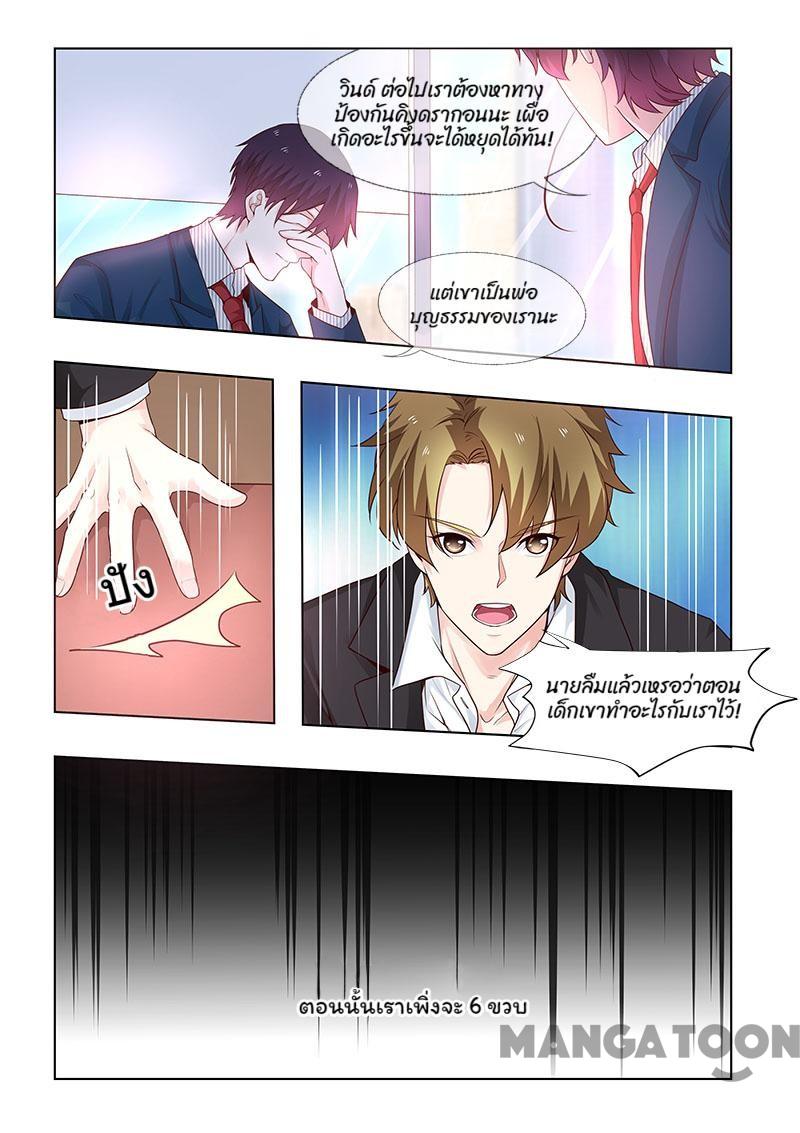 วินด์ ต่อไปเราต้องหาทาง
ป้องกันคิงดรากอนนะ เผื่อ
เกิดอะไรขึ้นจะได้หยุดได้ทัน!
แต่เขาเป็นพ่อ
บุญธรรมของเรานะ
ปัง
นายลืมแล้วเหรอว่าตอน
เด็กเขาทำอะไรกับเราไว้!
ตอนนั้นเราเพิ่งจะ 6 ขวบ
MANGATOON